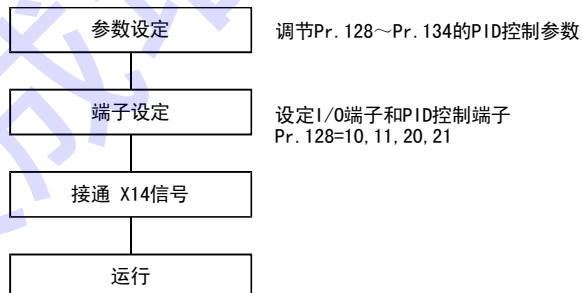 参数设定
调节Pr.128～Pr.134的PID控制参数
端子设定
设定I/O端子和PID控制端子
Pr.128=10,11,20,21
接通 X14信号
运行